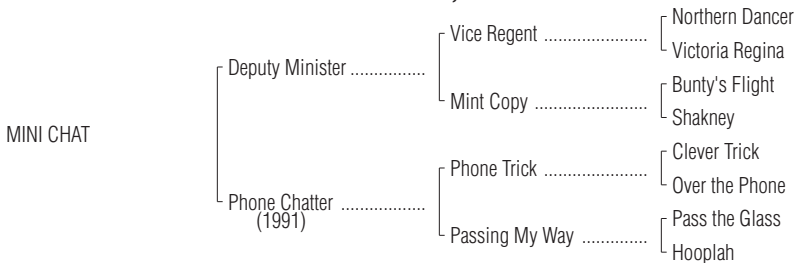 Northern Dancer
Vice Regent ......................
Victoria Regina
Deputy Minister ................
Bunty's Flight
Mint Copy ........................
Shakney
MINI CHAT
Clever Trick
Phone Trick ......................
Over the Phone
Phone Chatter ..................
(1991)
Pass the Glass
Passing My Way ..............
Hooplah